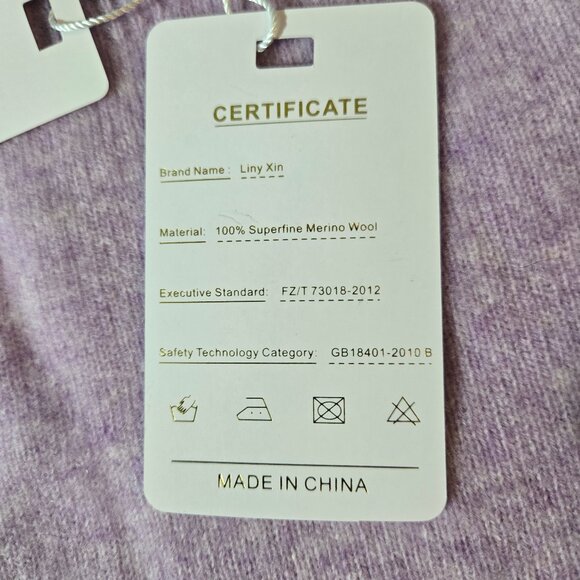 CERTIFICATE
Brand Name : Liny Xin
Material: 100% Superfine Merino Wool
Executive Standard: FZ/T 73018-2012
Safety Technology Category: GB18401-2010 B
MADE IN CHINA